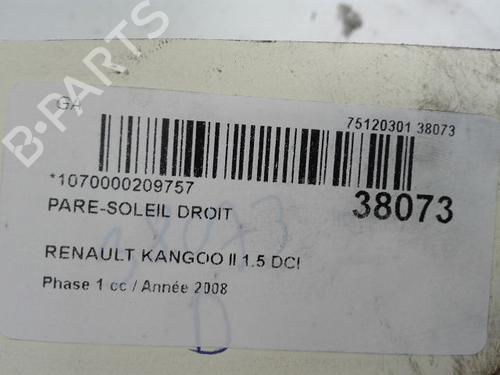 B-PARTS
GA
75120301 38073
*1070000209757
38073
PARE-SOLEIL DROIT
38073
RENAULT KANGOO II 1.5 DCI
Phase 1 cc / Année 2008
D